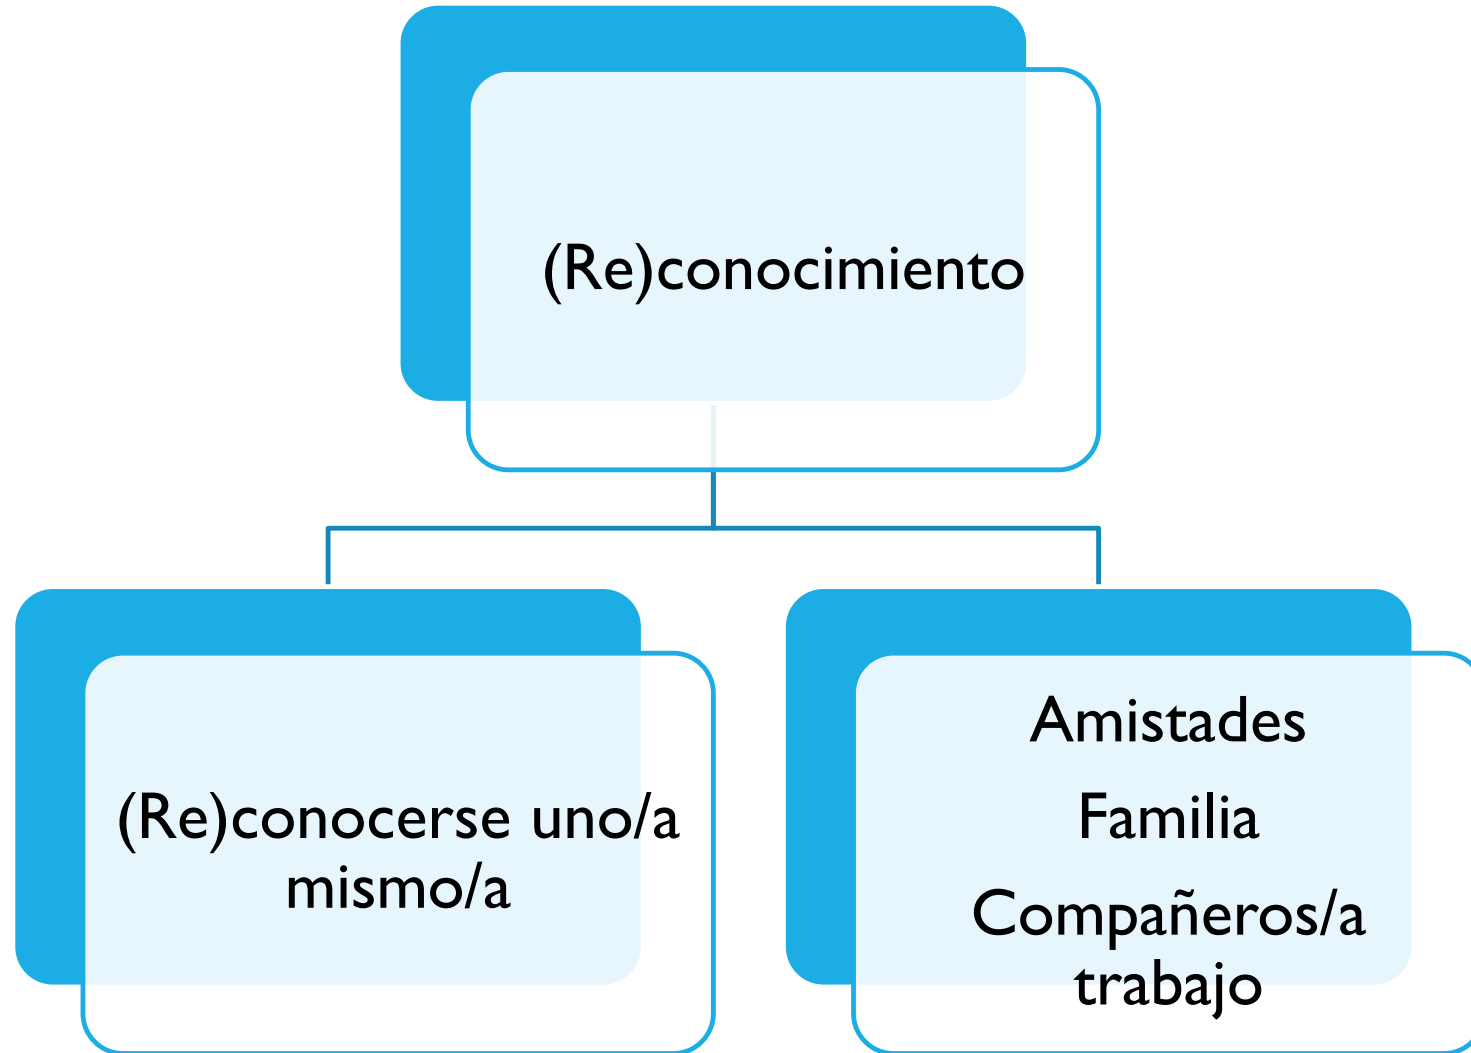 (Re)conocimiento
(Re)conocerse uno/a
mismo/a
Amistades
Familia
Compañeros/a
trabajo